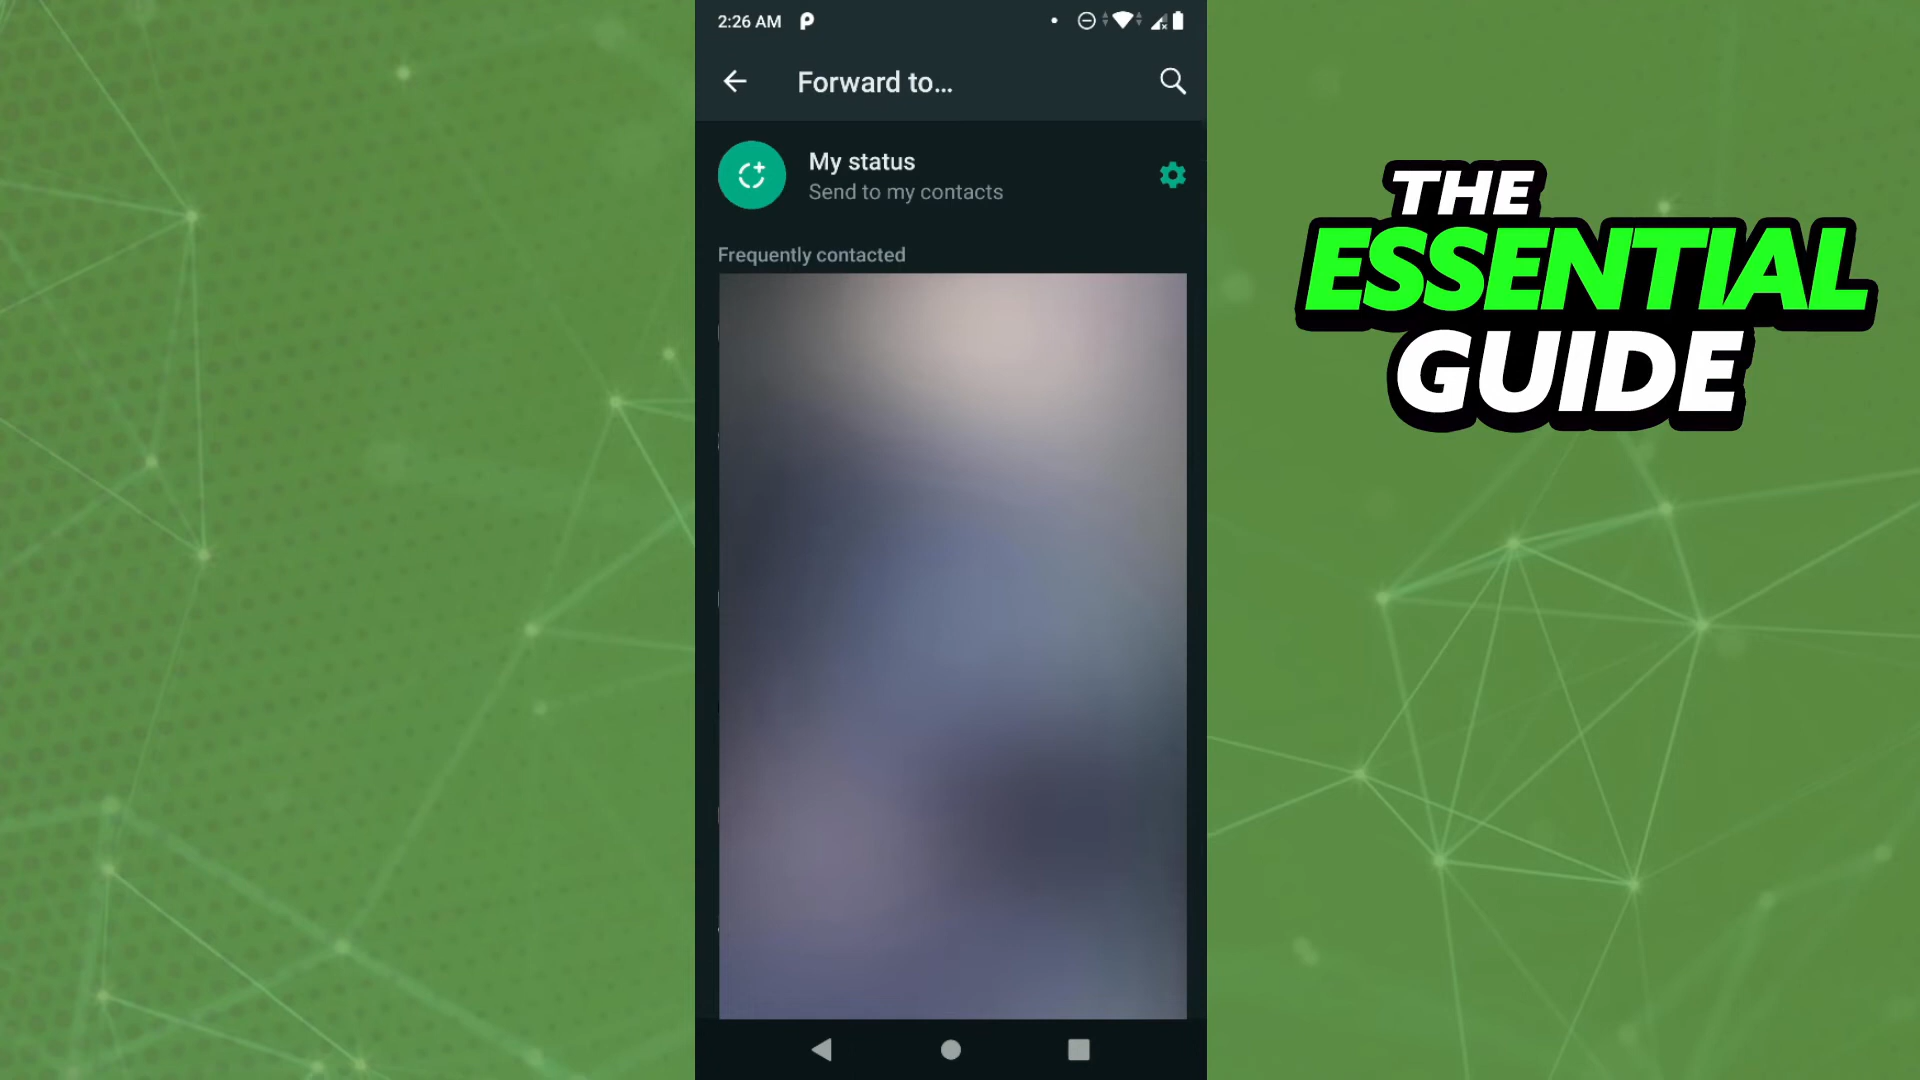 2:26 AM
Forward to...
My status
Send to my contacts
Frequently contacted
THE
ESSENTIAL
GUIDE